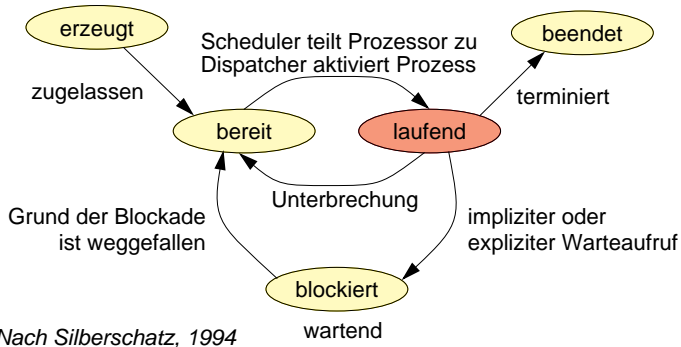 erzeugt
Scheduler teilt Prozessor zu
Dispatcher aktiviert Prozess
beendet
zugelassen
terminiert
bereit
laufend
Unterbrechung
Grund der Blockade
ist weggefallen
impliziter oder
expliziter Warteaufruf
blockiert
wartend
Nach Silberschatz, 1994